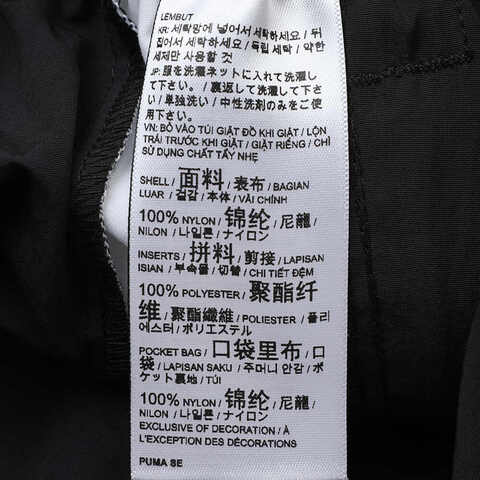 LEMBUT
KR: 세탁망에 넣어서 세탁하세요 / 뒤
집어서 세탁하세요 / 독립 세탁 / 약한
세제만 사용할 것
JP: 服を洗濯ネットに入れて洗濯し
て下さい。/ 裏返して洗濯して下さ
い。/ 単独洗い / 中性洗剤のみをご使
用下さい。
VN: BỎ VÀO TÚI GIẶT ĐỒ KHI GIẶT / LỘN
TRÁI TRƯỚC KHI GIẶT / GIẶT RIÊNG / CHỈ
SỬ DỤNG CHẤT TẨY NHẸ
SHELL / 面料 / 表布 / BAGIAN
LUAR / 겉감 / 本体 / VẢI CHÍNH
100% NYLON / 锦纶 / 尼龍 /
NILON / 나일론 / ナイロン
INSERTS / 拼料 / 剪接 / LAPISAN
ISIAN / 부속물 / 切替 / CHI TIẾT ĐỆM
100% POLYESTER / 聚酯纤
维 / 聚酯纖維 / POLIESTER / 폴리
에스터 / ポリエステル
POCKET BAG / 口袋里布 / 口
袋 / LAPISAN SAKU / 주머니 안감 / ポ
ケット裏地 / TÚI
100% NYLON / 锦纶 / 尼龍 /
NILON / 나일론 / ナイロン
EXCLUSIVE OF DECORATION / À
L'EXCEPTION DES DÉCORATIONS
PUMA SE